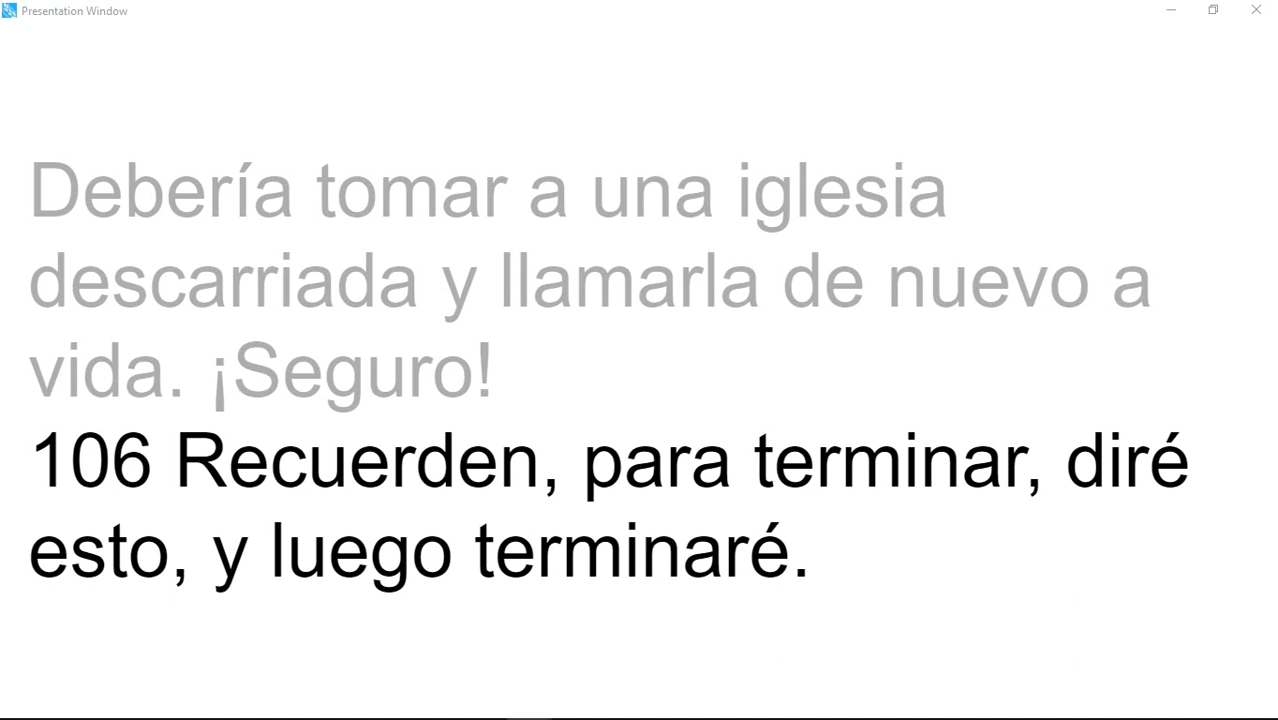 Presentation Window
Debería tomar a una iglesia
descarriada y llamarla de nuevo a
vida. ¡Seguro!
106 Recuerden, para terminar, diré
esto, y luego terminaré.